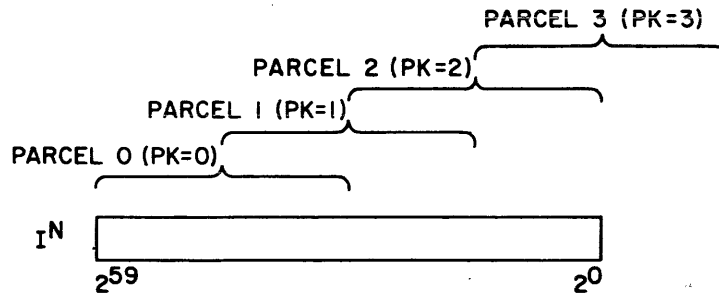 PARCEL 3 (PK=3)
PARCEL 2 (PK=2)
PARCEL 1 (PK=1)
PARCEL 0 (PK=0)
I^N
2^59 2^0